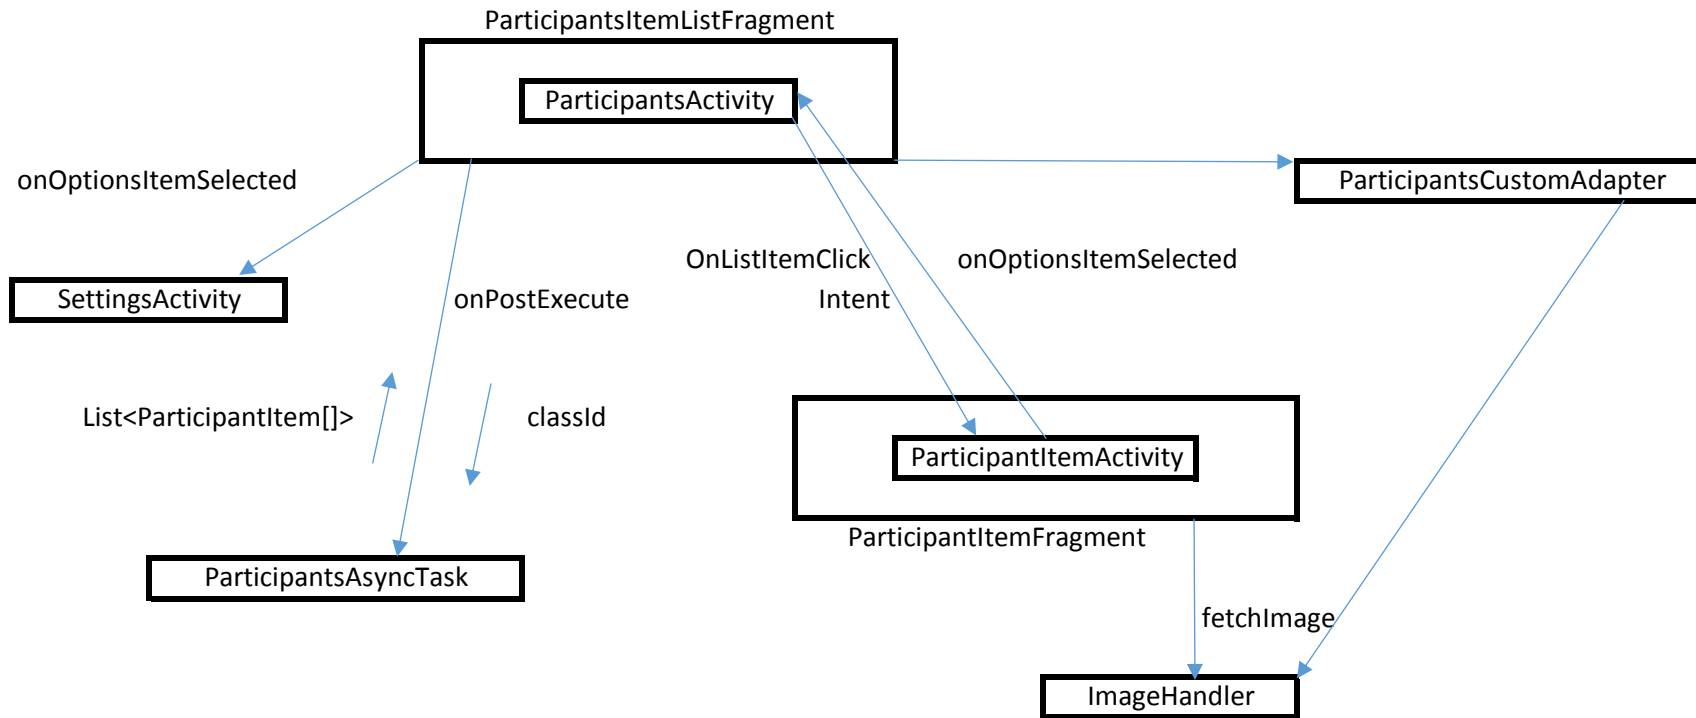 ParticipantsItemListFragment
ParticipantsActivity
onOptionsItemSelected
ParticipantsCustomAdapter
OnListItemClick
onOptionsItemSelected
SettingsActivity
onPostExecute
Intent
List<ParticipantItem[]>
classId
ParticipantItemActivity
ParticipantItemFragment
ParticipantsAsyncTask
fetchImage
ImageHandler